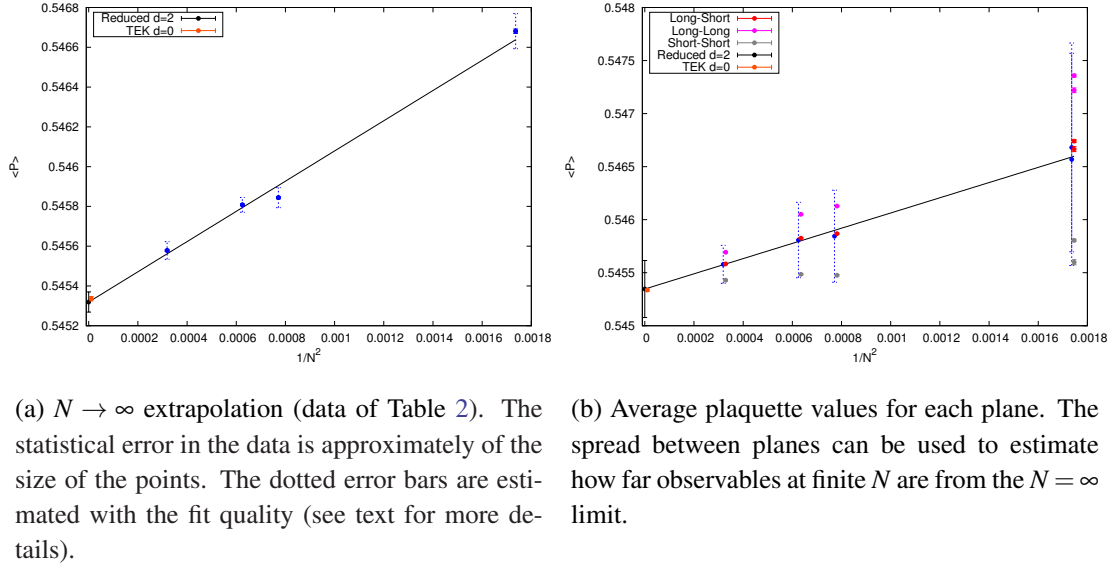 Reduced d=2
TEK d=0
0.5466
0.5464
0.5462
0.546
0.5458
0.5456
0.5454
0.5452
<P>
0 0.0002 0.0004 0.0006 0.0008 0.001 0.0012 0.0014 0.0016 0.0018
1/N²
Long-Short
Long-Long
Short-Short
Reduced d=2
TEK d=0
0.548
0.5475
0.547
0.5465
0.546
0.5455
0.545
<P>
0 0.0002 0.0004 0.0006 0.0008 0.001 0.0012 0.0014 0.0016 0.0018
1/N²
(a) N → ∞ extrapolation (data of Table 2). The
statistical error in the data is approximately of the
size of the points. The dotted error bars are esti-
mated with the fit quality (see text for more de-
tails).
(b) Average plaquette values for each plane. The
spread between planes can be used to estimate
how far observables at finite N are from the N = ∞
limit.